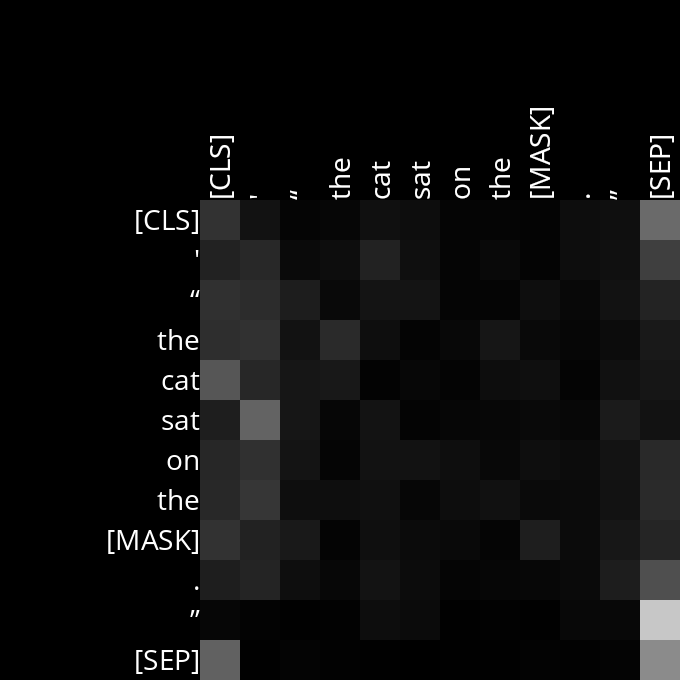 [CLS] ' “ the cat sat on the [MASK] . ” [SEP]
[CLS]
'
“
the
cat
sat
on
the
[MASK]
.
”
[SEP]